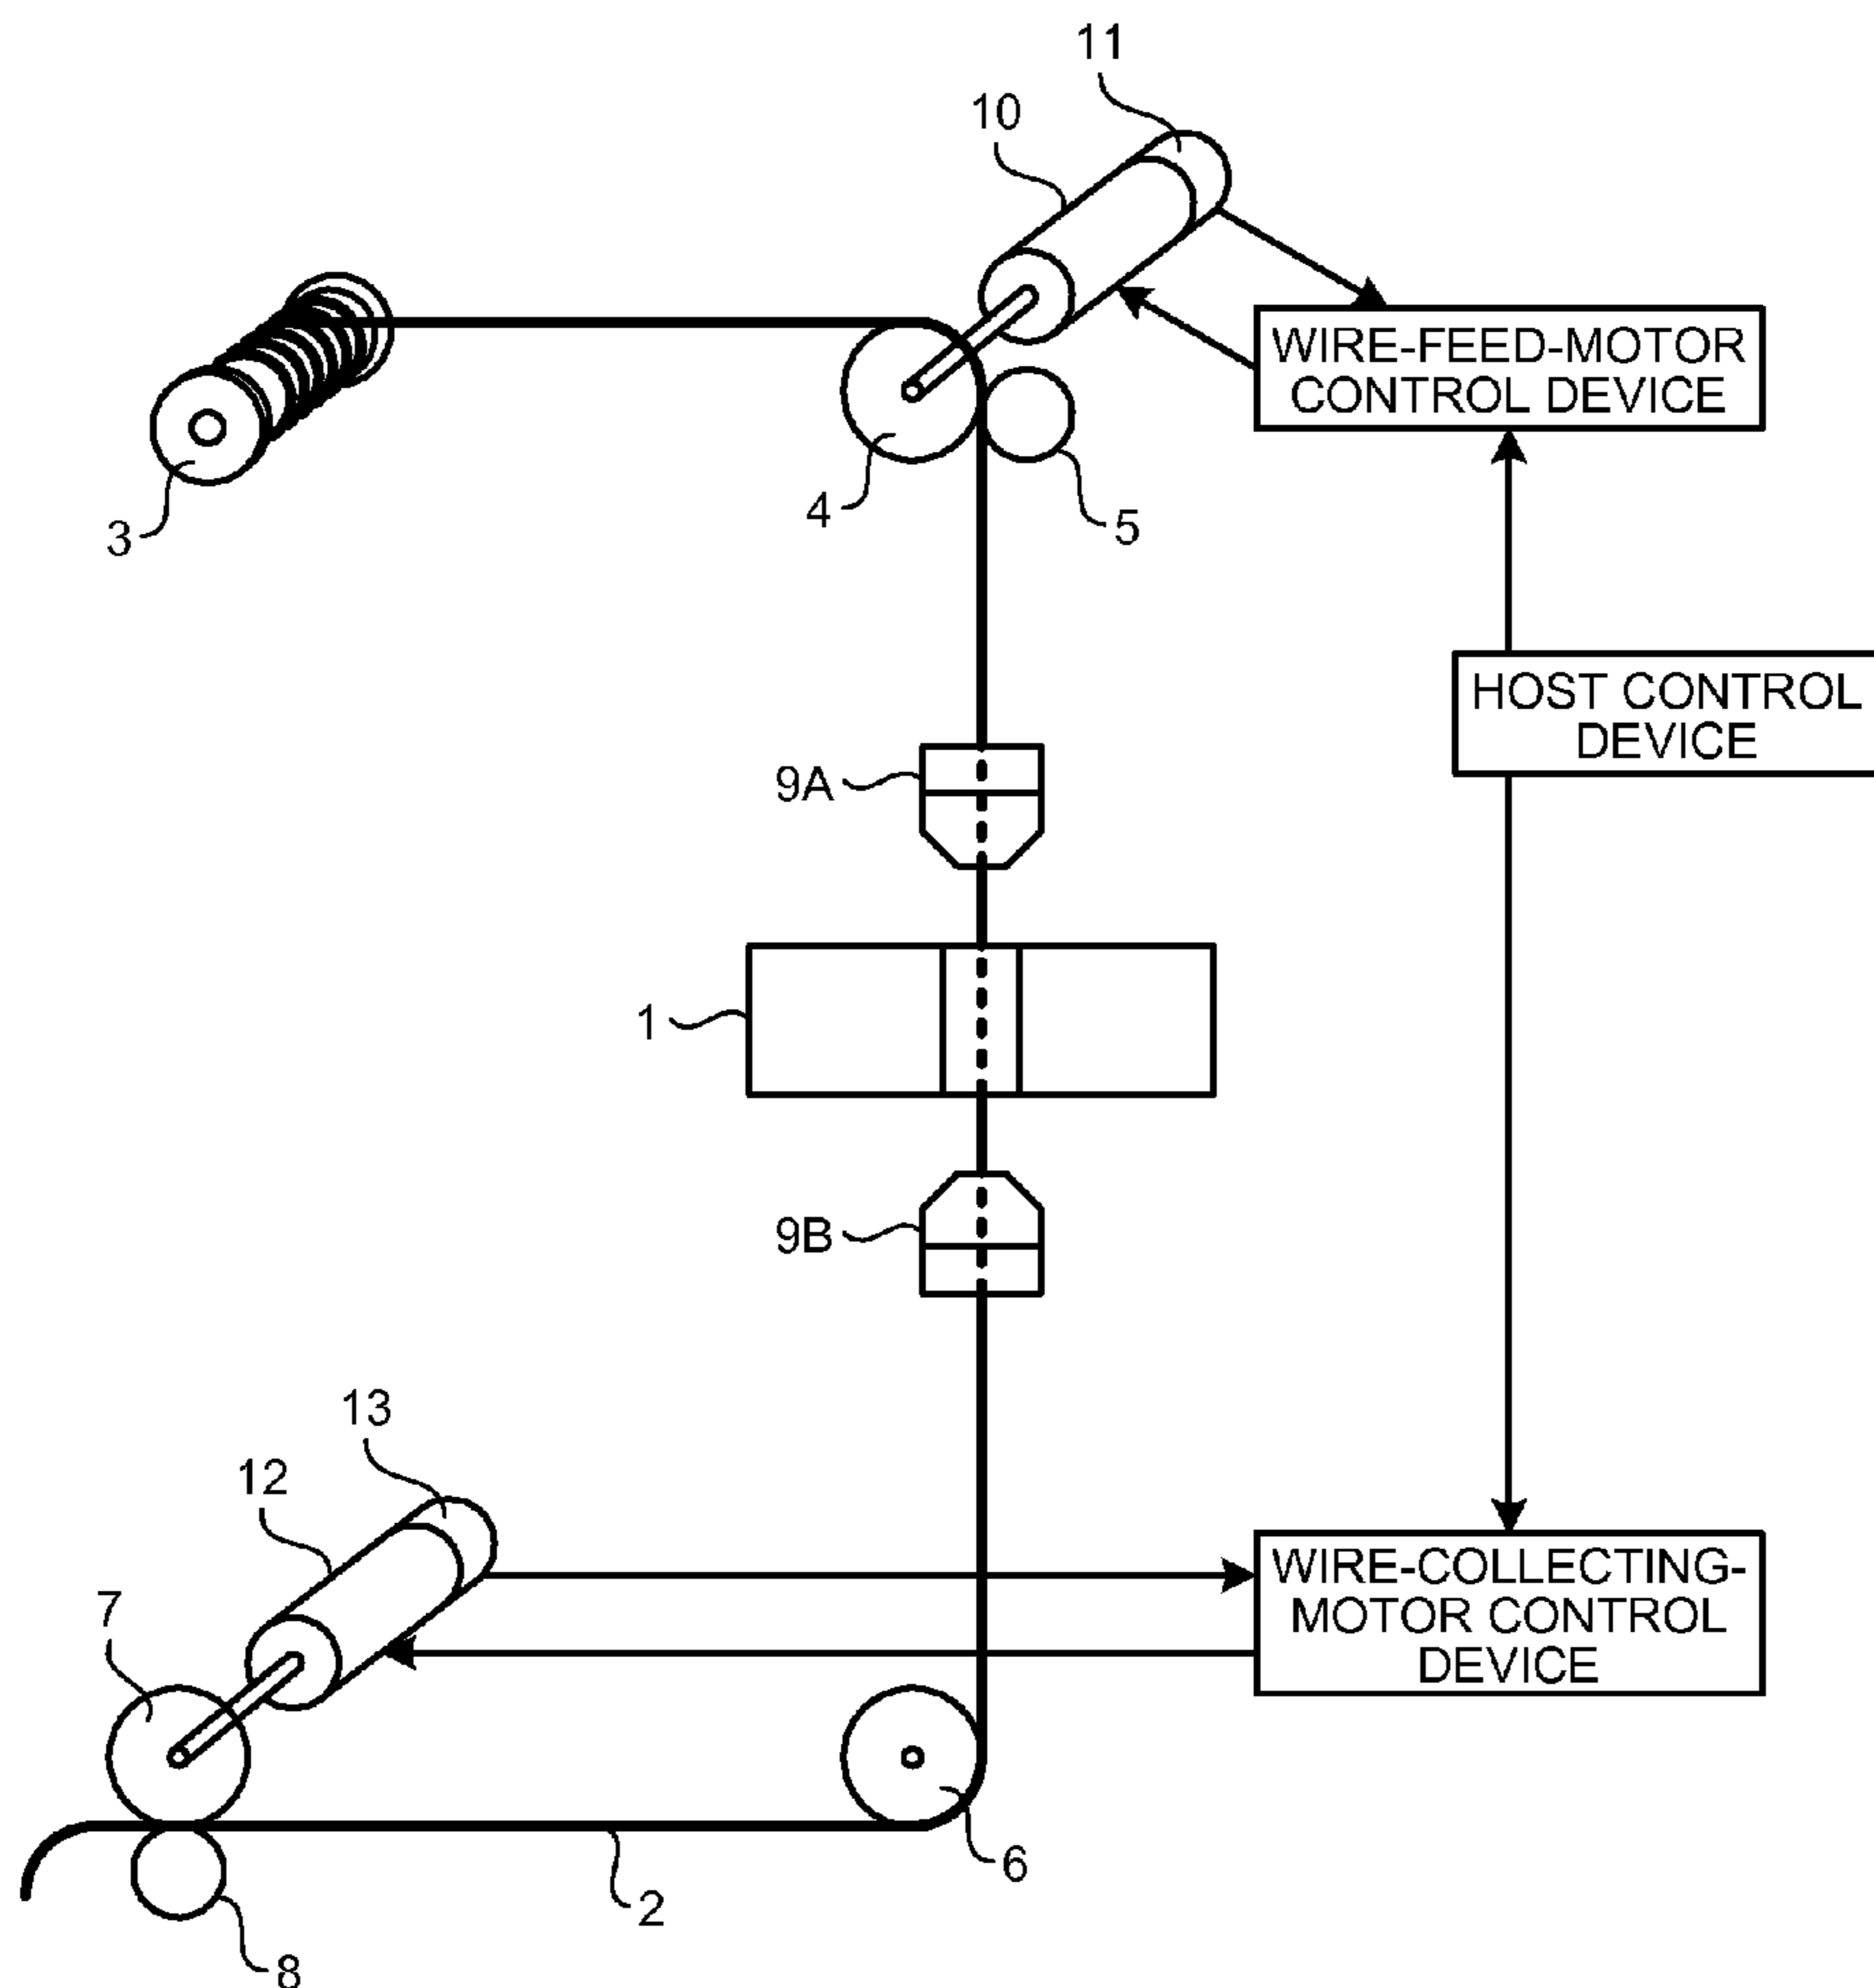 11
10
WIRE-FEED-MOTOR
CONTROL DEVICE
3
4
5
HOST CONTROL
DEVICE
9A
1
9B
13
12
7
WIRE-COLLECTING-
MOTOR CONTROL
DEVICE
6
2
8